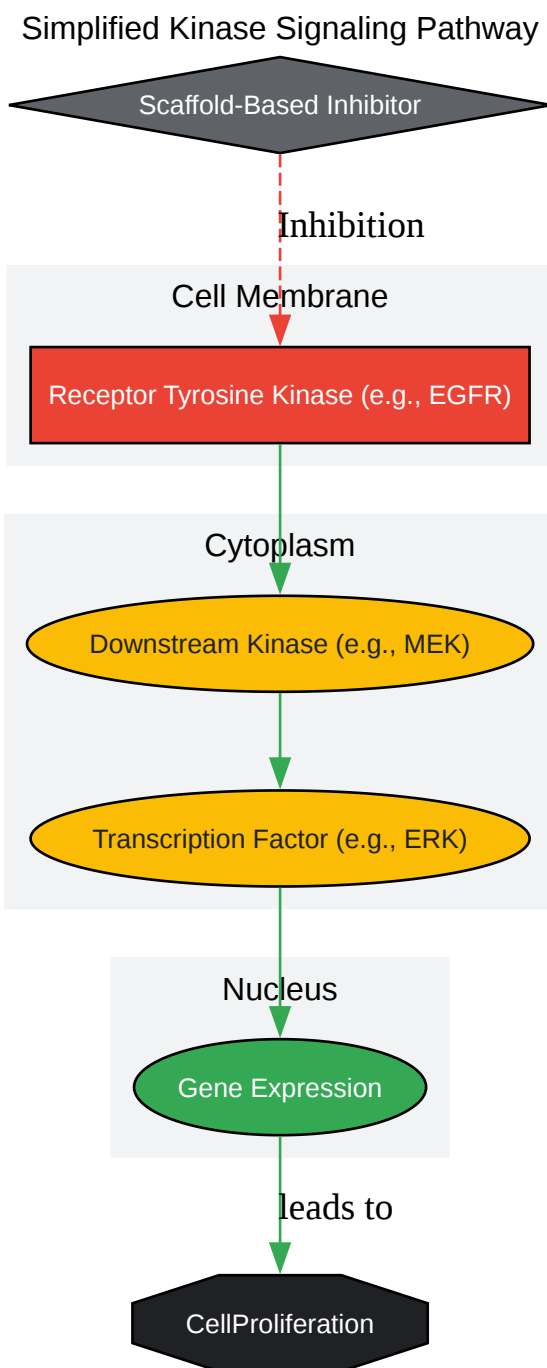 Simplified Kinase Signaling Pathway
Scaffold-Based Inhibitor
Inhibition
Cell Membrane
Receptor Tyrosine Kinase (e.g., EGFR)
Cytoplasm
Downstream Kinase (e.g., MEK)
Transcription Factor (e.g., ERK)
Nucleus
Gene Expression
leads to
CellProliferation